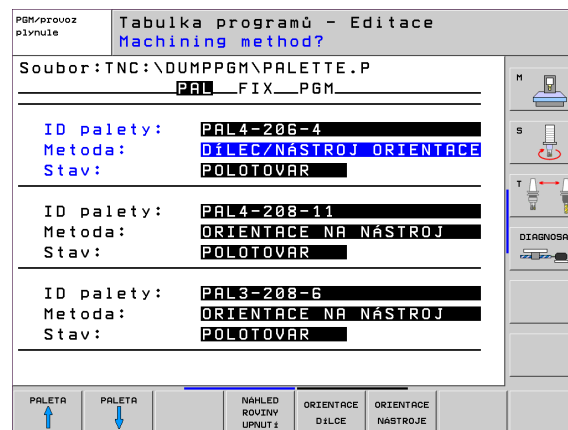 PGM/provoz
plynule
Tabulka programů - Editace
Machining method?
Soubor:TNC:\DUMPPGM\PALETTE.P
PAL FIX PGM
ID palety: PAL4-206-4
Metoda: DíLEC/NáSTROJ ORIENTACE
Stav: POLOTOVAR
ID palety: PAL4-208-11
Metoda: ORIENTACE NA NáSTROJ
Stav: POLOTOVAR
ID palety: PAL3-208-6
Metoda: ORIENTACE NA NáSTROJ
Stav: POLOTOVAR
M
S
T
DIAGNOSA
PALETA
PALETA
NáHLED
ROVINY
UPNUTí
ORIENTACE
DíLCE
ORIENTACE
NáSTROJE